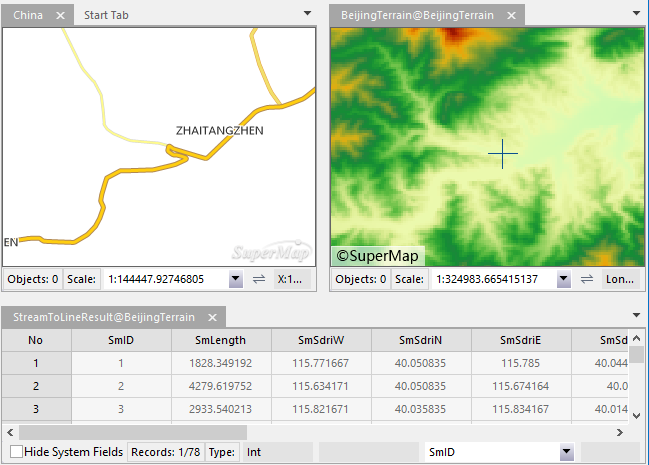 China ×   Start Tab
BeijingTerrain@BeijingTerrain ×
ZHAITANGZHEN
EN
SuperMap
©SuperMap
Objects: 0 Scale: 1:144447.92746805 X:1...
Objects: 0 Scale: 1:324983.665415137 Lon...
StreamToLineResult@BeijingTerrain ×
No SmID SmLength SmSdriW SmSdriN SmSdriE SmSd
1 1 1828.349192 115.771667 40.050835 115.785 40.044
2 2 4279.619752 115.634171 40.050835 115.674164 40.0
3 3 2933.540213 115.821671 40.035835 115.834167 40.014
Hide System Fields Records: 1/78 Type: Int SmID